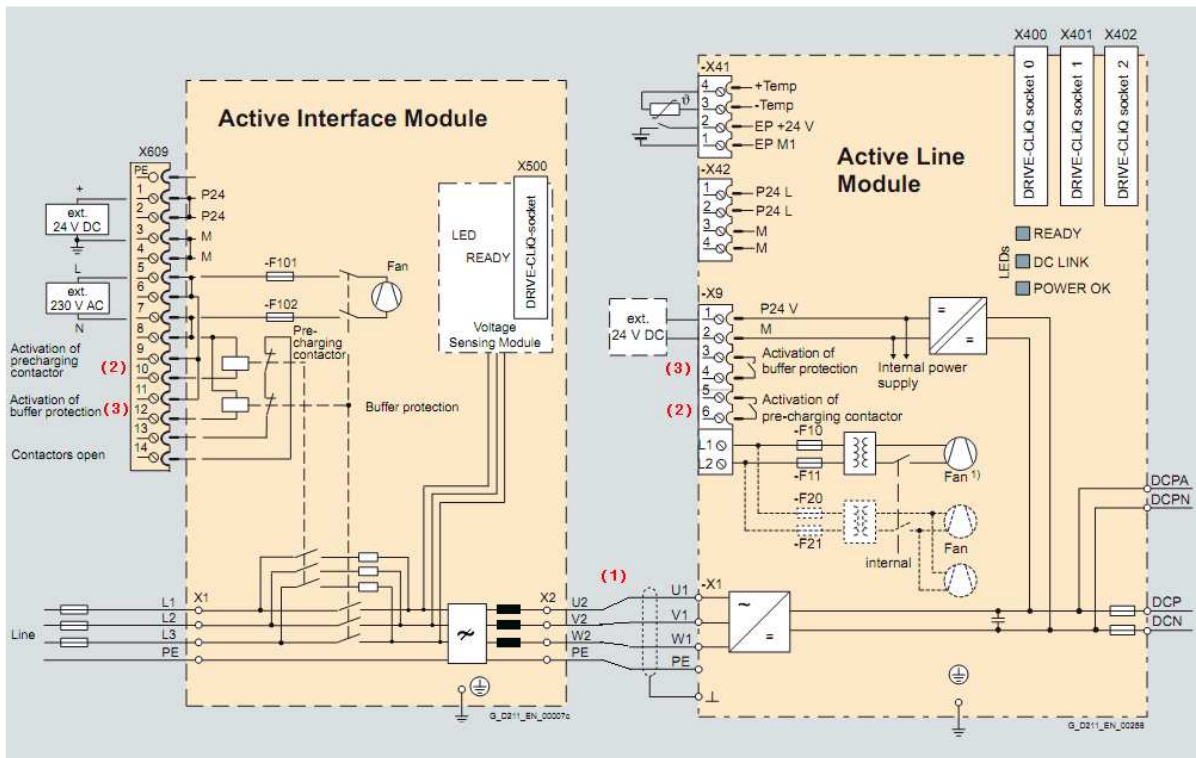 Active Interface Module
X609
PE
1
2
3
4
5
6
7
8
9
10
11
12
13
14
+
ext.
24 V DC
L
ext.
230 V AC
N
Activation of
precharging
contactor
(2)
Activation of
buffer protection
(3)
Contactors open
P24
P24
M
M
-F101
-F102
Fan
Pre-
charging
contactor
Buffer protection
X500
DRIVE-CLiQ-socket
LED
READY
Voltage
Sensing Module
Line
L1
L2
L3
PE
X1
X2
U2
V2
W2
PE
≈
G_D211_EN_00007c
(1)
U1
V1
W1
PE
Active Line
Module
X400
X401
X402
DRIVE-CLiQ socket 0
DRIVE-CLiQ socket 1
DRIVE-CLiQ socket 2
LEDs
READY
DC LINK
POWER OK
-X41
4
3
2
1
ϑ
+Temp
-Temp
EP +24 V
EP M1
-X42
1
2
3
4
P24 L
P24 L
M
M
-X9
1
2
3
4
5
6
L1
L2
ext.
24 V DC
(3)
(2)
P24 V
M
Activation of
buffer protection
Internal power
supply
Activation of
pre-charging contactor
=
=
-F10
-F11
Fan 1)
-F20
-F21
internal
Fan
-X1
~
=
DCPA
DCPN
DCP
DCN
G_D211_EN_00258